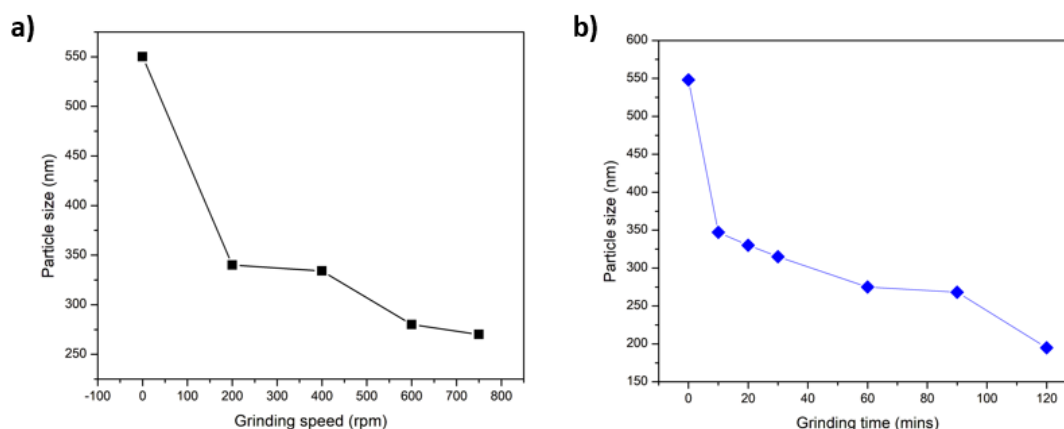 a)
550
500
450
400
350
300
250
-100 0 100 200 300 400 500 600 700 800
Particle size (nm)
Grinding speed (rpm)
b)
600
550
500
450
400
350
300
250
200
150
0 20 40 60 80 100 120
Particle size (nm)
Grinding time (mins)